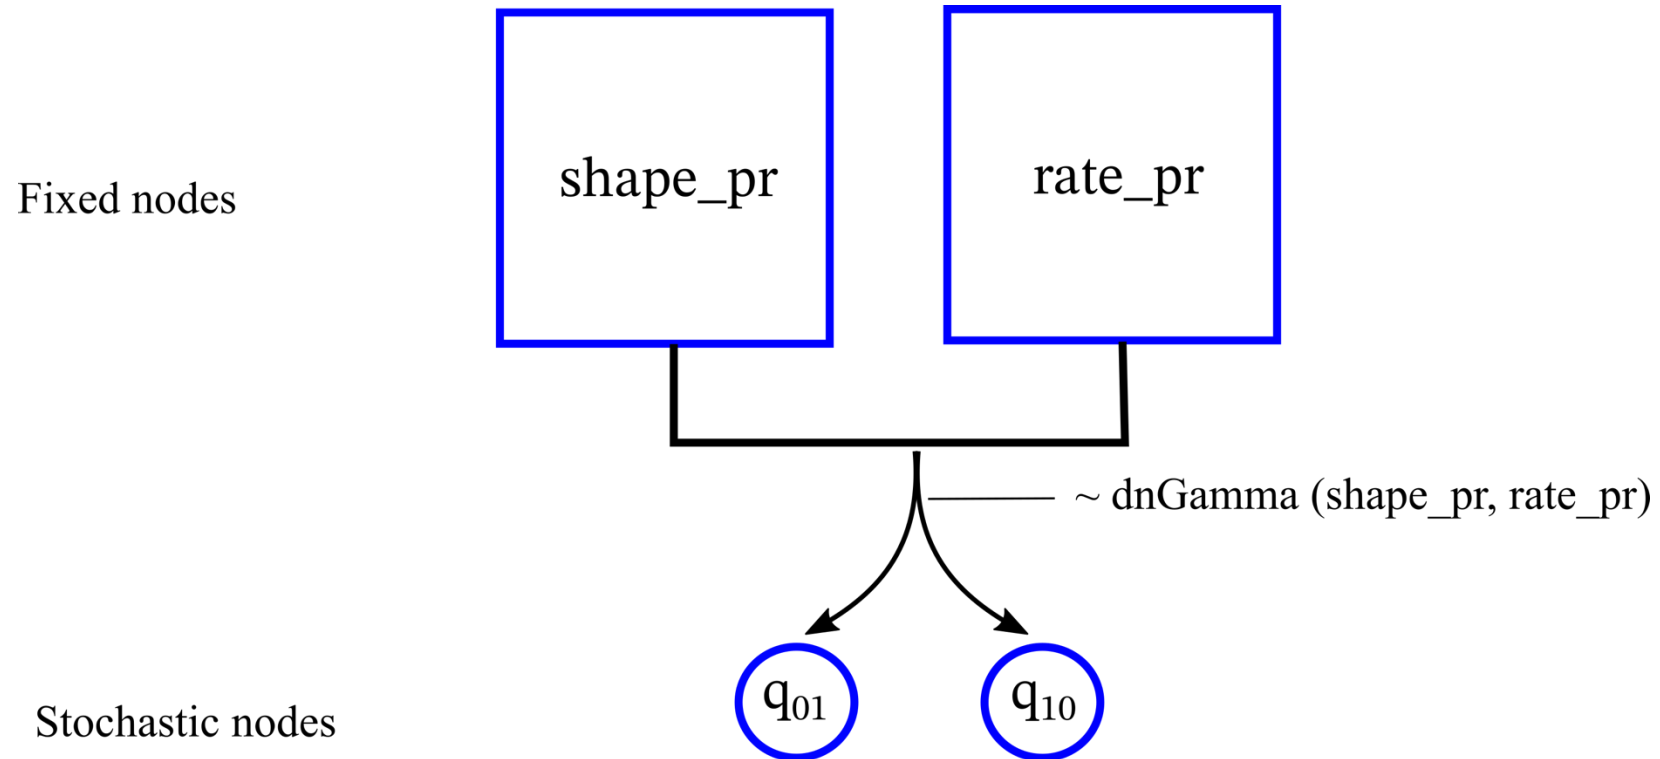 shape_pr
rate_pr
Fixed nodes
~ dnGamma (shape_pr, rate_pr)
q₀₁
q₁₀
Stochastic nodes